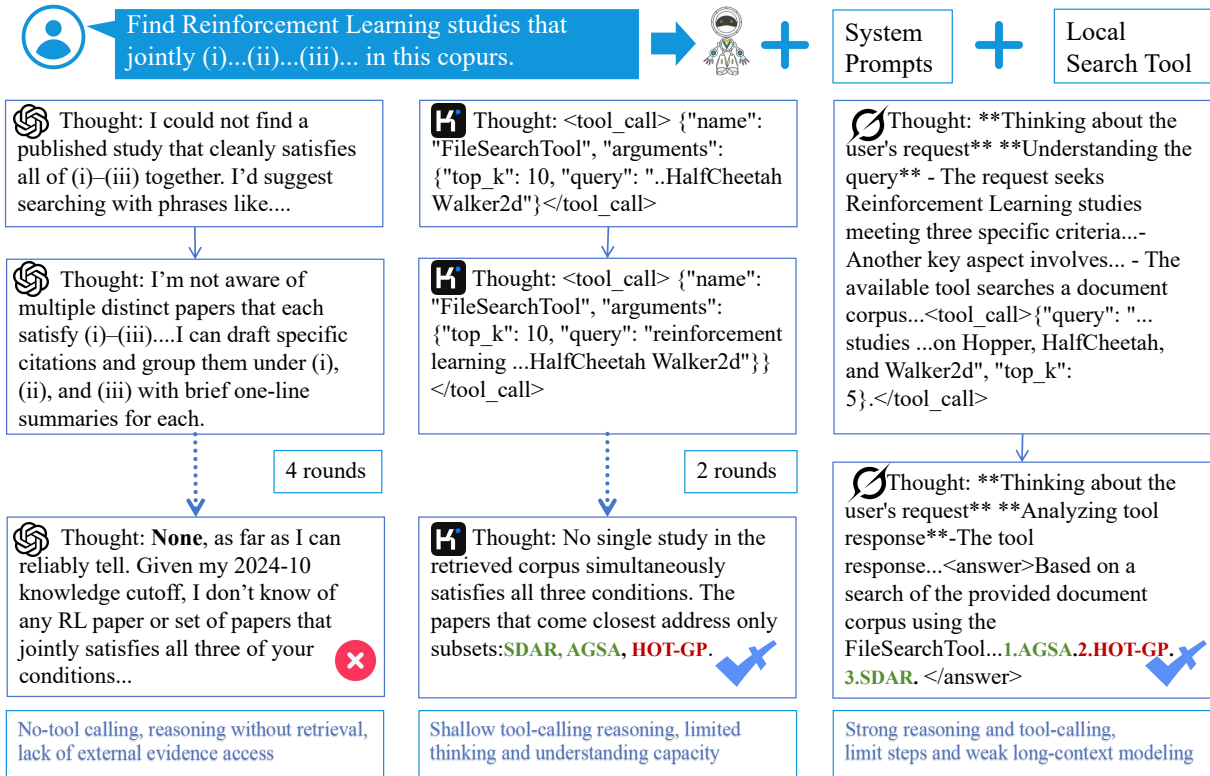 Find Reinforcement Learning studies that
jointly (i)...(ii)...(iii)... in this copurs.
System
Prompts
Local
Search Tool
Thought: I could not find a
published study that cleanly satisfies
all of (i)–(iii) together. I'd suggest
searching with phrases like....
Thought: I'm not aware of
multiple distinct papers that each
satisfy (i)–(iii)....I can draft specific
citations and group them under (i),
(ii), and (iii) with brief one-line
summaries for each.
4 rounds
Thought: None, as far as I can
reliably tell. Given my 2024-10
knowledge cutoff, I don't know of
any RL paper or set of papers that
jointly satisfies all three of your
conditions...
No-tool calling, reasoning without retrieval,
lack of external evidence access
Thought: <tool_call> {"name":
"FileSearchTool", "arguments":
{"top_k": 10, "query": "..HalfCheetah
Walker2d"}</tool_call>
Thought: <tool_call> {"name":
"FileSearchTool", "arguments":
{"top_k": 10, "query": "reinforcement
learning ...HalfCheetah Walker2d"}}
</tool_call>
2 rounds
Thought: No single study in the
retrieved corpus simultaneously
satisfies all three conditions. The
papers that come closest address only
subsets:SDAR, AGSA, HOT-GP.
Shallow tool-calling reasoning, limited
thinking and understanding capacity
Thought: **Thinking about the
user's request** **Understanding the
query** - The request seeks
Reinforcement Learning studies
meeting three specific criteria...-
Another key aspect involves... - The
available tool searches a document
corpus...<tool_call>{"query": "...
studies ...on Hopper, HalfCheetah,
and Walker2d", "top_k":
5}.</tool_call>
Thought: **Thinking about the
user's request** **Analyzing tool
response**-The tool
response...<answer>Based on a
search of the provided document
corpus using the
FileSearchTool...1.AGSA.2.HOT-GP.
3.SDAR. </answer>
Strong reasoning and tool-calling,
limit steps and weak long-context modeling